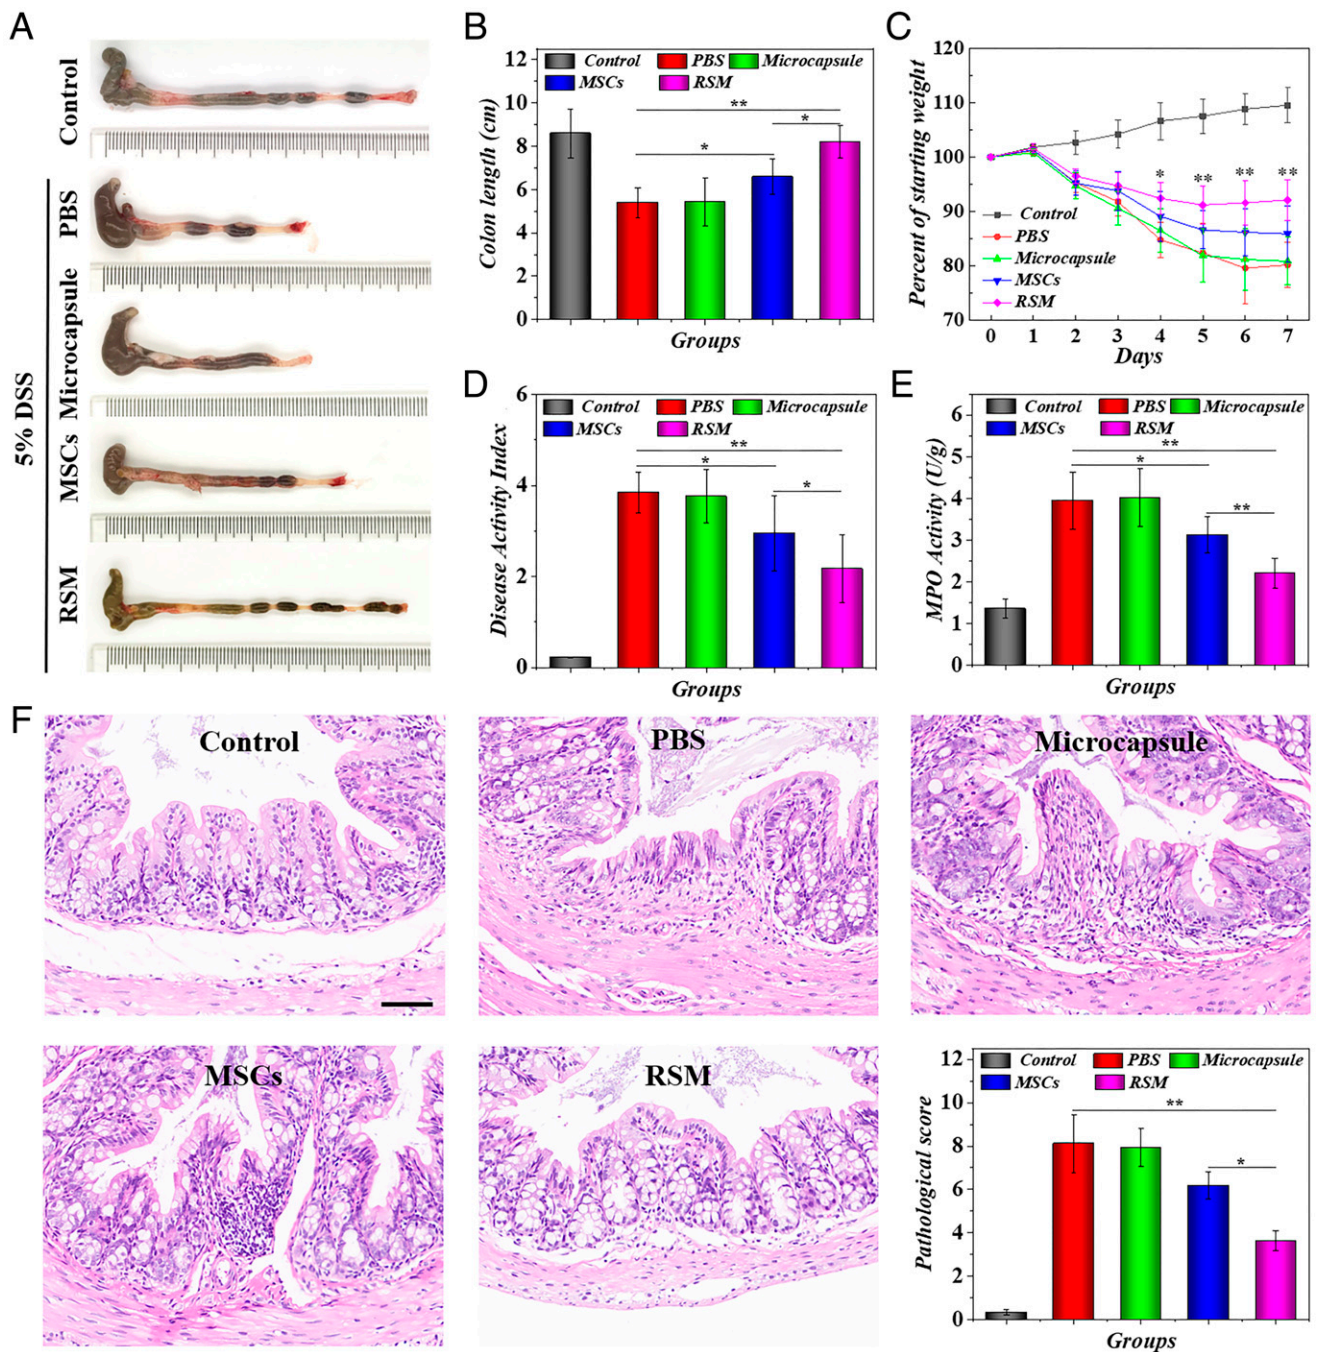 A
Control
PBS
Microcapsule
MSCs
RSM
5% DSS
B
Control
PBS
Microcapsule
MSCs
RSM
**
*
*
Colon length (cm)
12
10
8
6
4
2
0
Groups
C
Percent of starting weight
120
110
100
90
80
70
*
**
**
**
Control
PBS
Microcapsule
MSCs
RSM
0 1 2 3 4 5 6 7
Days
D
Control
PBS
Microcapsule
MSCs
RSM
**
*
*
Disease Activity Index
6
4
2
0
Groups
E
Control
PBS
Microcapsule
MSCs
RSM
**
*
**
MPO Activity (U/g)
6
5
4
3
2
1
0
Groups
F
Control
PBS
Microcapsule
MSCs
RSM
Control
PBS
Microcapsule
MSCs
RSM
**
*
Pathological score
12
10
8
6
4
2
0
Groups